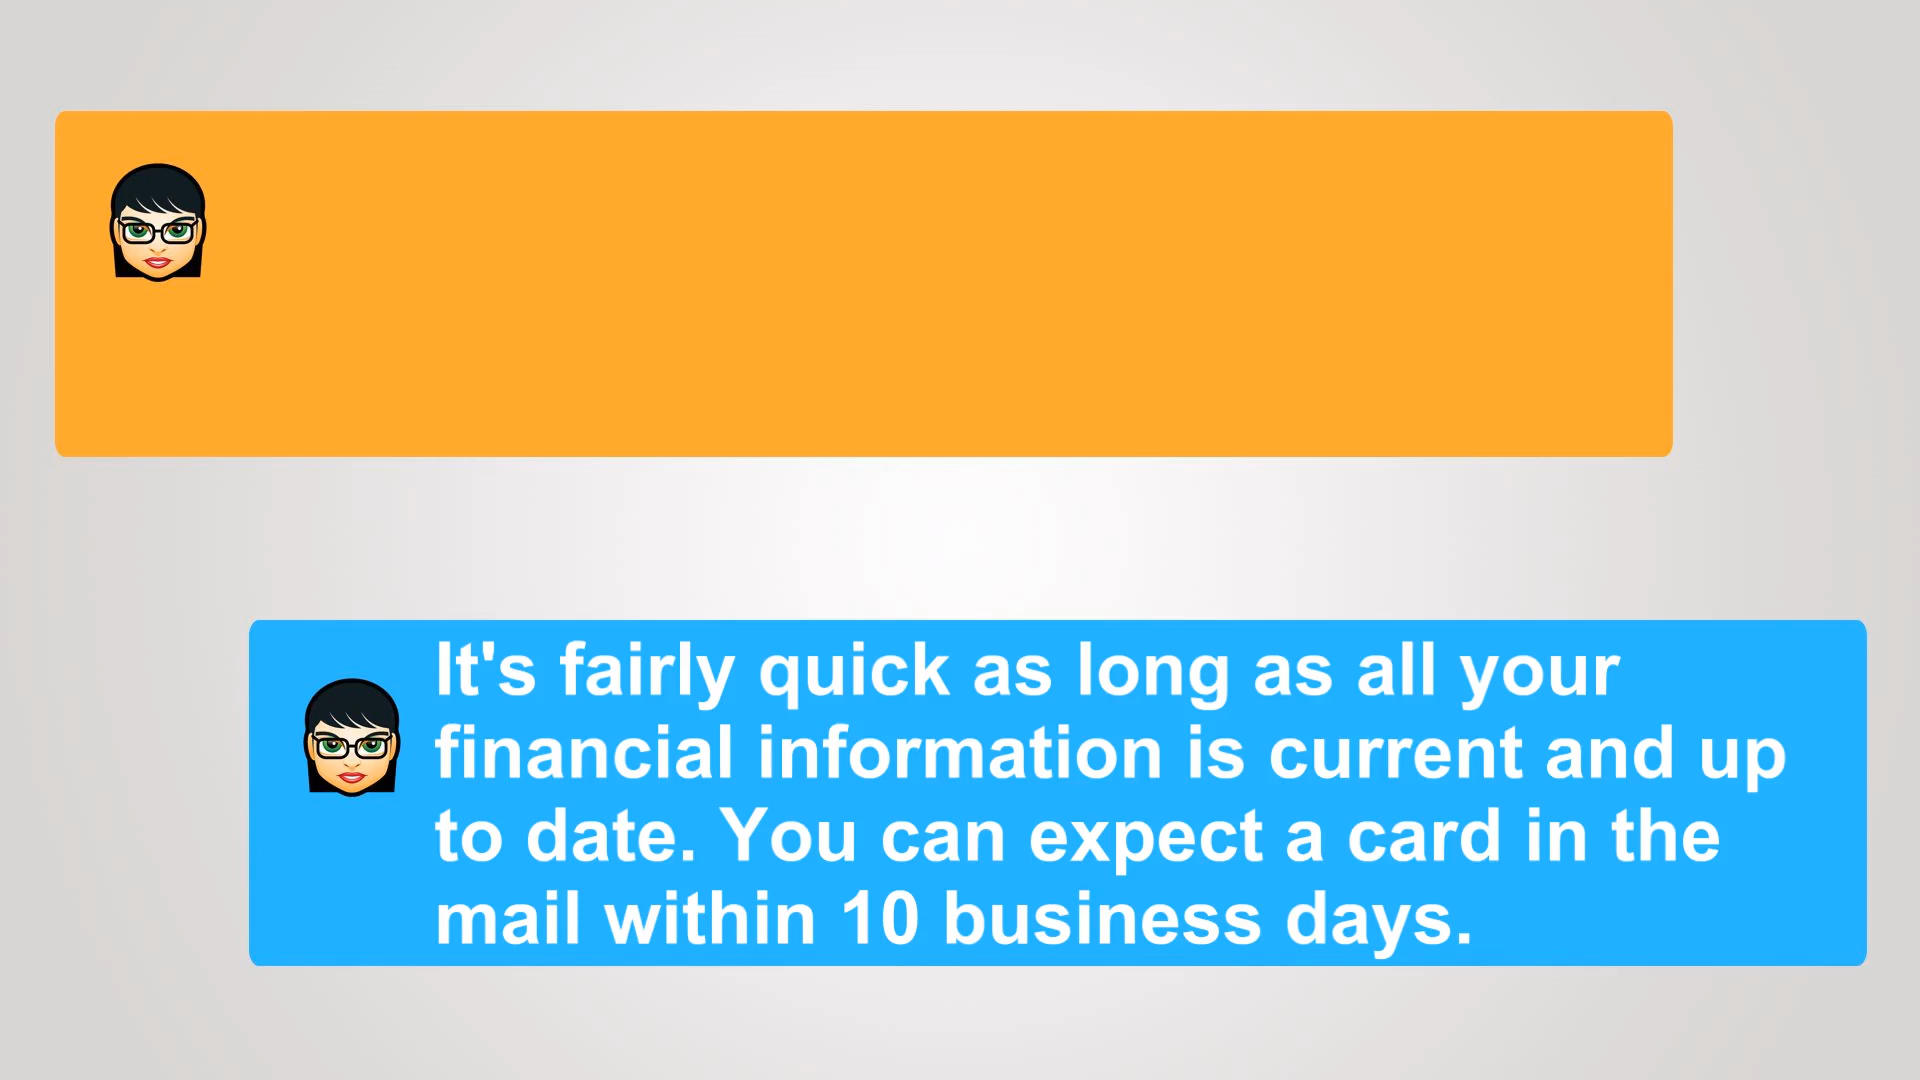 It's fairly quick as long as all your
financial information is current and up
to date. You can expect a card in the
mail within 10 business days.